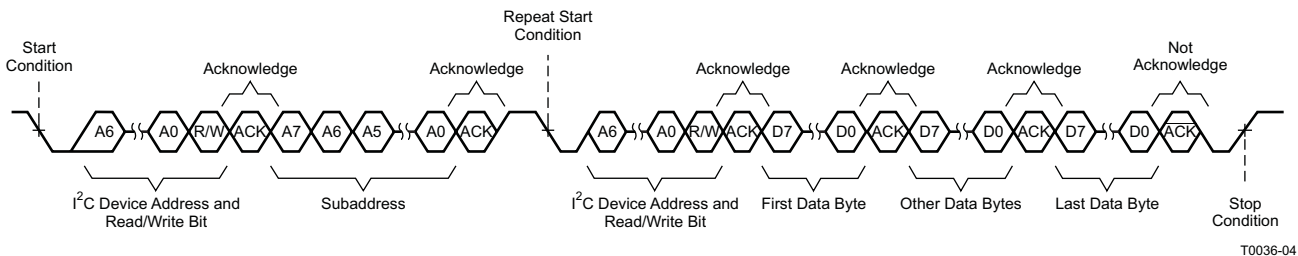 Repeat Start
Condition
Start
Condition
Not
Acknowledge
Acknowledge
Acknowledge
Acknowledge
Acknowledge
Acknowledge
A6 A0 R/W ACK A7 A6 A5 A0 ACK A6 A0 R/W ACK D7 D0 ACK D7 D0 ACK D7 D0 ACK
I2C Device Address and
Read/Write Bit
Subaddress
I2C Device Address and
Read/Write Bit
First Data Byte
Other Data Bytes
Last Data Byte
Stop
Condition
T0036-04